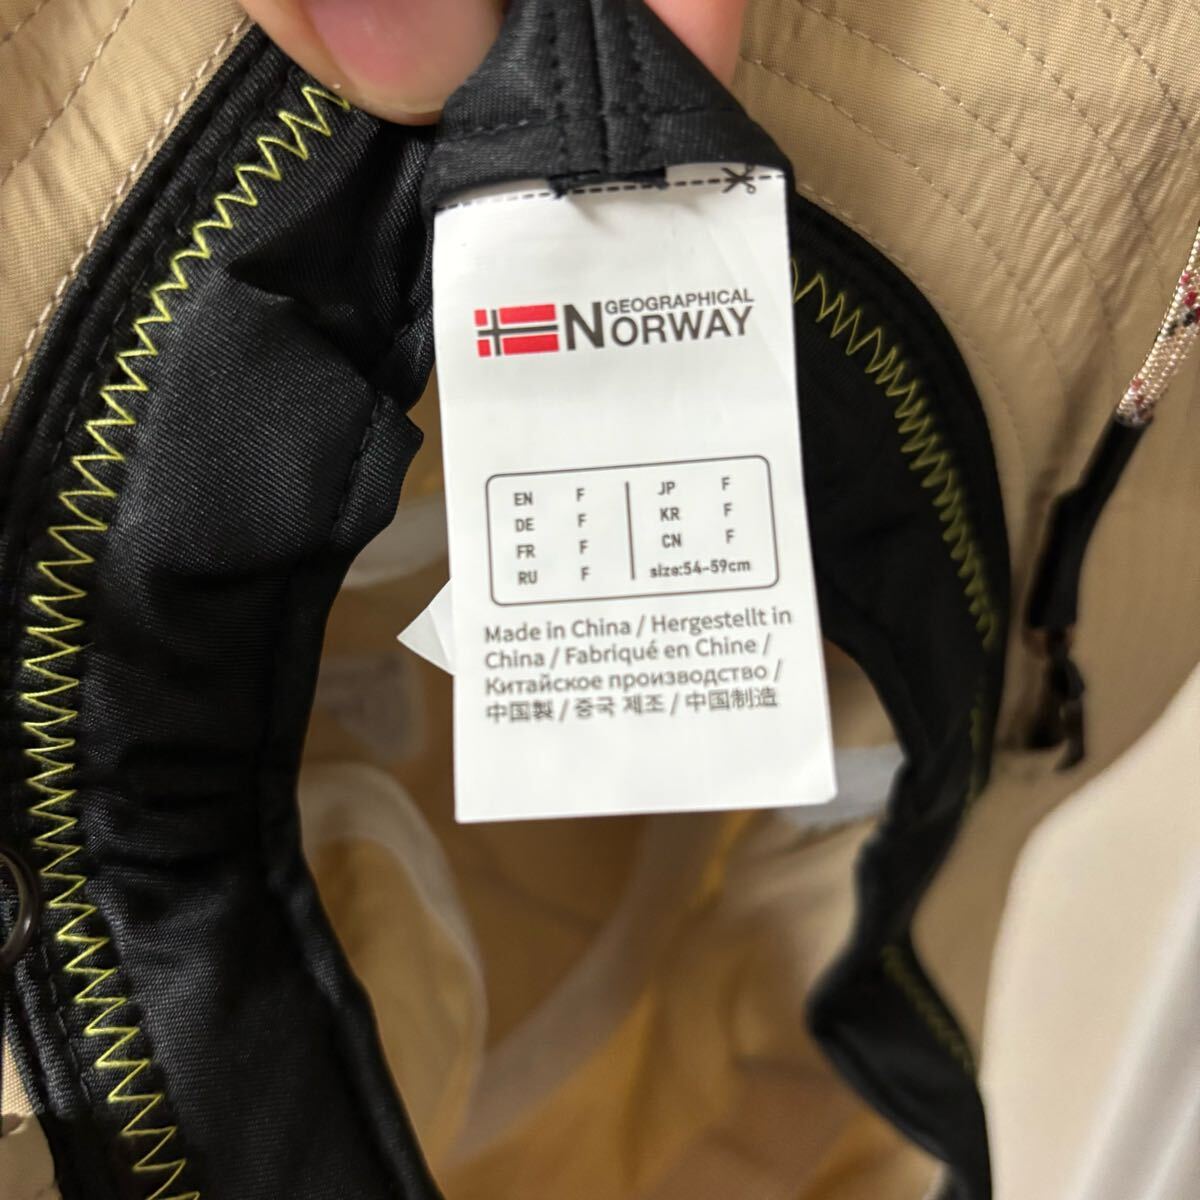 GEOGRAPHICAL
NORWAY
EN F JP F
DE F KR F
FR F CN F
RU F size:54-59cm
Made in China / Hergestellt in
China / Fabriqué en Chine /
Китайское производство /
中国製 / 중국 제조 / 中国制造